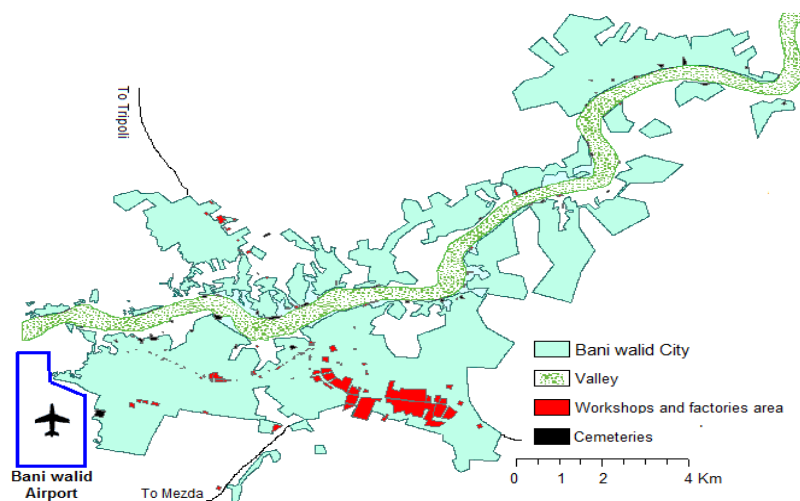 To Tripoli
Bani walid City
Valley
Workshops and factories area
Cemeteries
0 1 2 4 Km
Bani walid
Airport
To Mezda